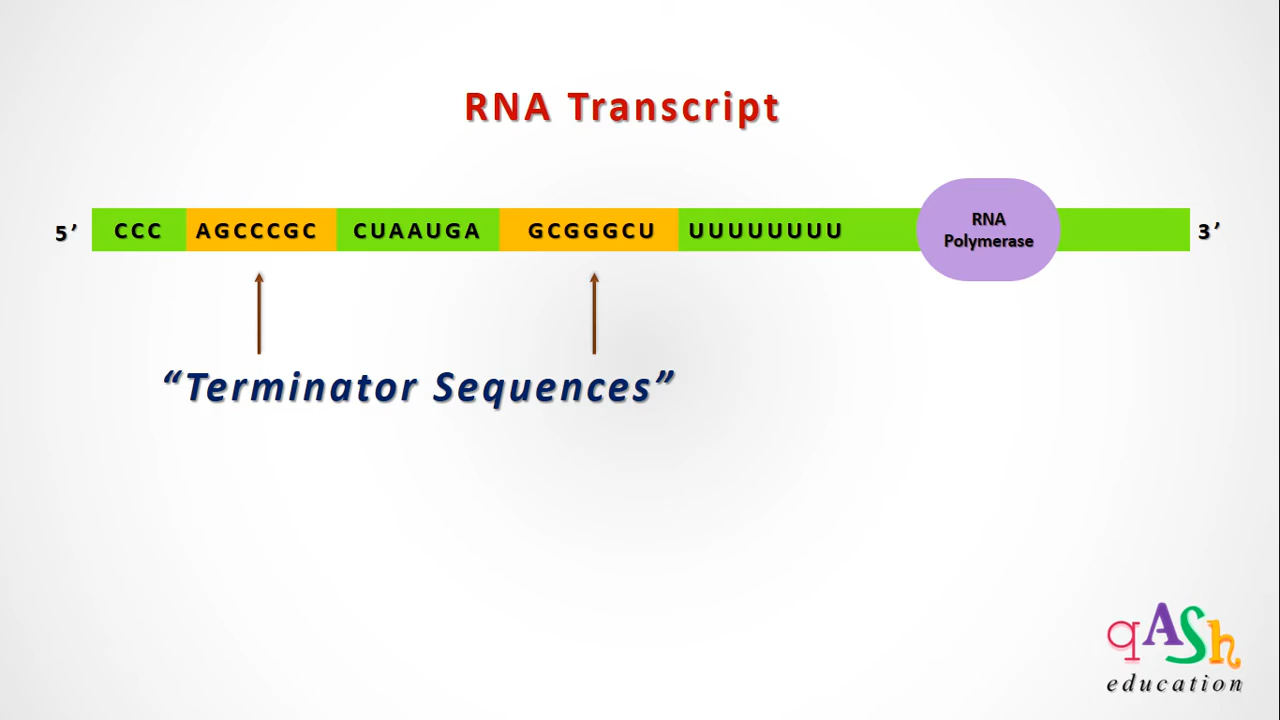 RNA Transcript
5’ CCC AGCCCGC CUAAUGA GCGGGCU UUUUUUUU RNA Polymerase 3’
“Terminator Sequences”
qASh
education